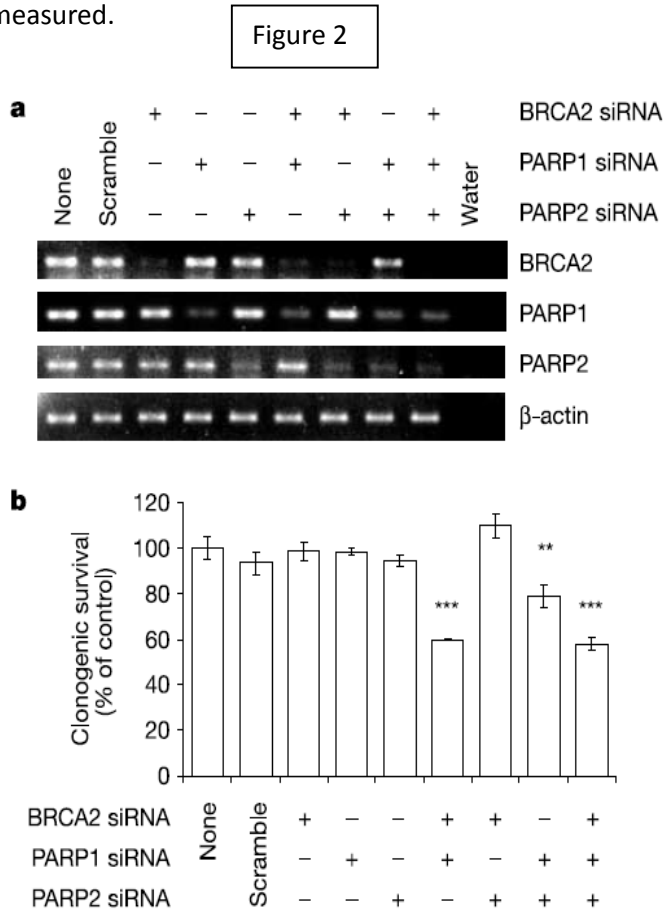 measured.
Figure 2
a
None Scramble + – – + + – + Water BRCA2 siRNA
– + – + – + + PARP1 siRNA
– – + – + + + PARP2 siRNA
BRCA2
PARP1
PARP2
β-actin
b
Clonogenic survival
(% of control)
120
100
80
60
40
20
0
***
**
***
BRCA2 siRNA None Scramble + – – + + – +
PARP1 siRNA – + – + – + +
PARP2 siRNA – – + – + + +